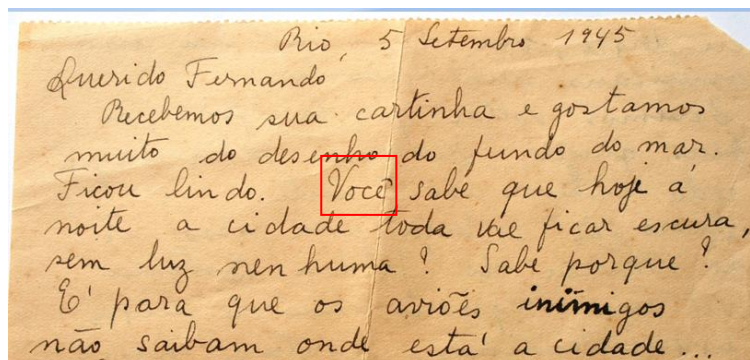 Rio, 5 Setembro 1945
Querido Fernando
Recebemos sua cartinha e gostamos
muito do desenho do fundo do mar.
Ficou lindo. Você sabe que hoje á
noite a cidade toda vae ficar escura,
sem luz nenhuma? Sabe porque?
E' para que os aviões inimigos
não saibam onde está a cidade...